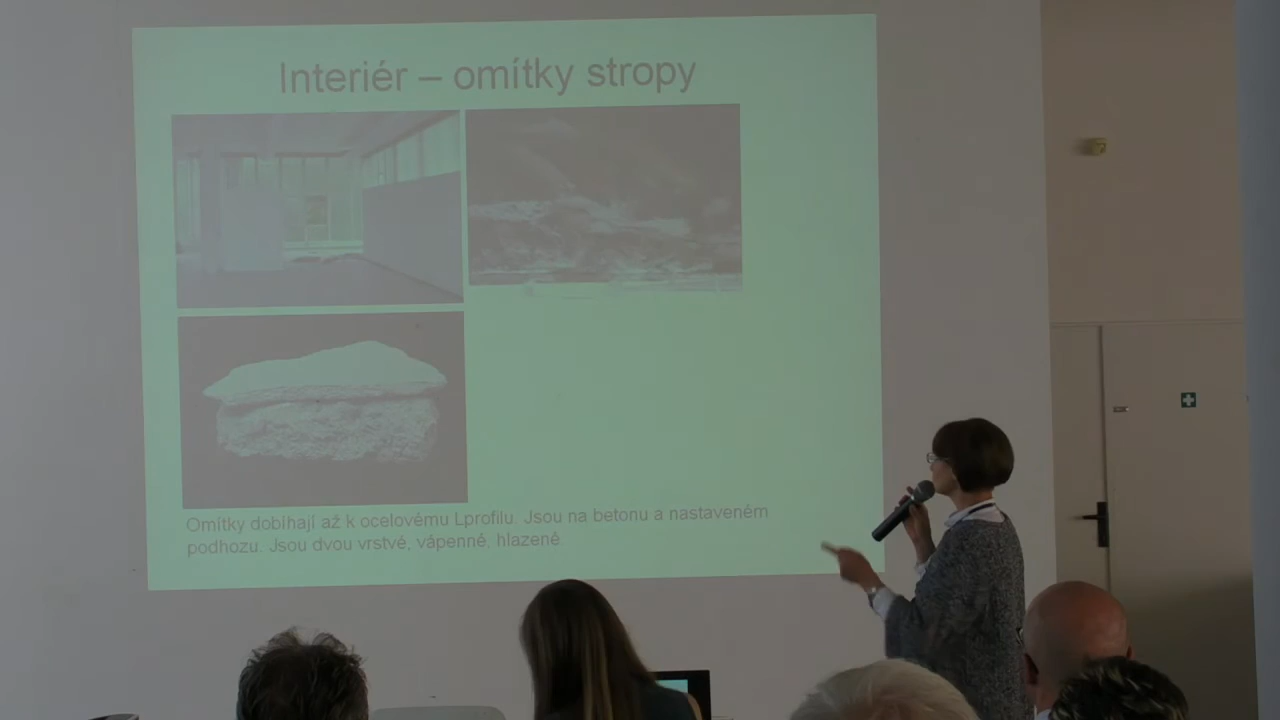 Interiér – omítky stropy
Omítky dobíhají až k ocelovému Lprofilu. Jsou na betonu a nastaveném
podhozu. Jsou dvou vrstvé, vápenné, hlazené